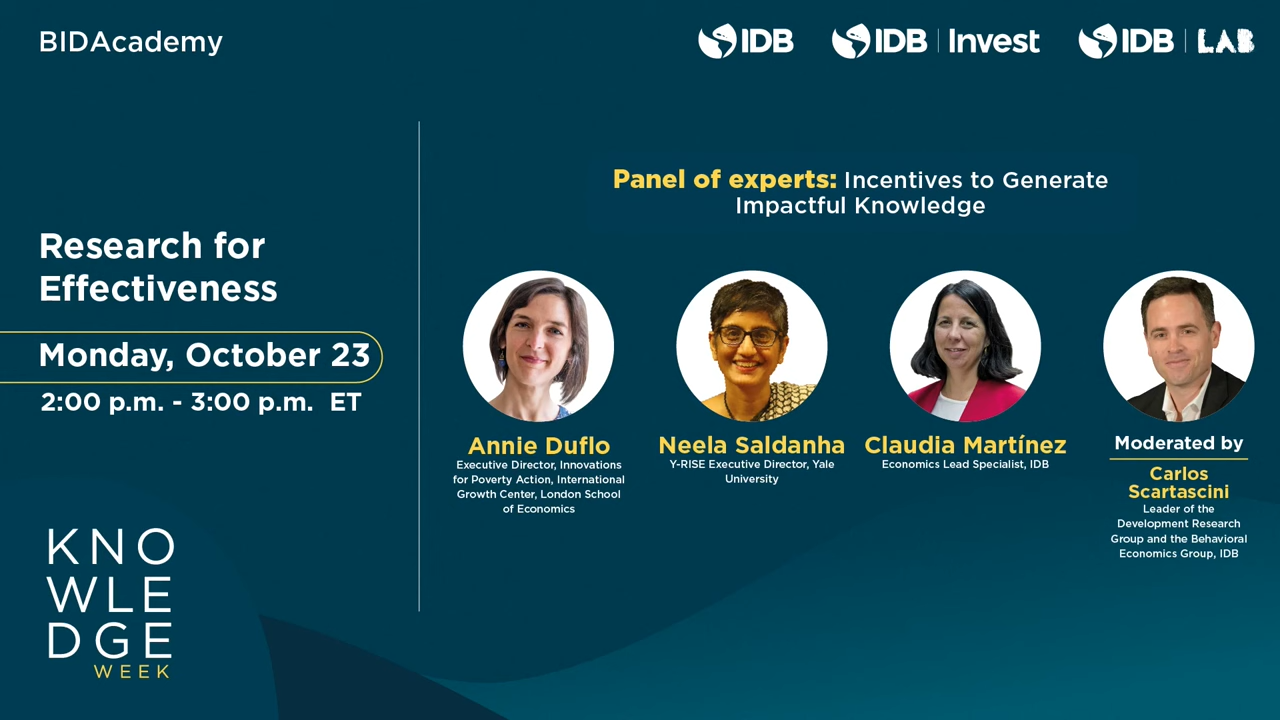 BIDAcademy
IDB
IDB | Invest
IDB | LAB
Research for
Effectiveness
Monday, October 23
2:00 p.m. - 3:00 p.m. ET
KNO
WLE
DGE
WEEK
Panel of experts: Incentives to Generate
Impactful Knowledge
Annie Duflo
Executive Director, Innovations
for Poverty Action, International
Growth Center, London School
of Economics
Neela Saldanha
Y-RISE Executive Director, Yale
University
Claudia Martínez
Economics Lead Specialist, IDB
Moderated by
Carlos
Scartascini
Leader of the
Development Research
Group and the Behavioral
Economics Group, IDB